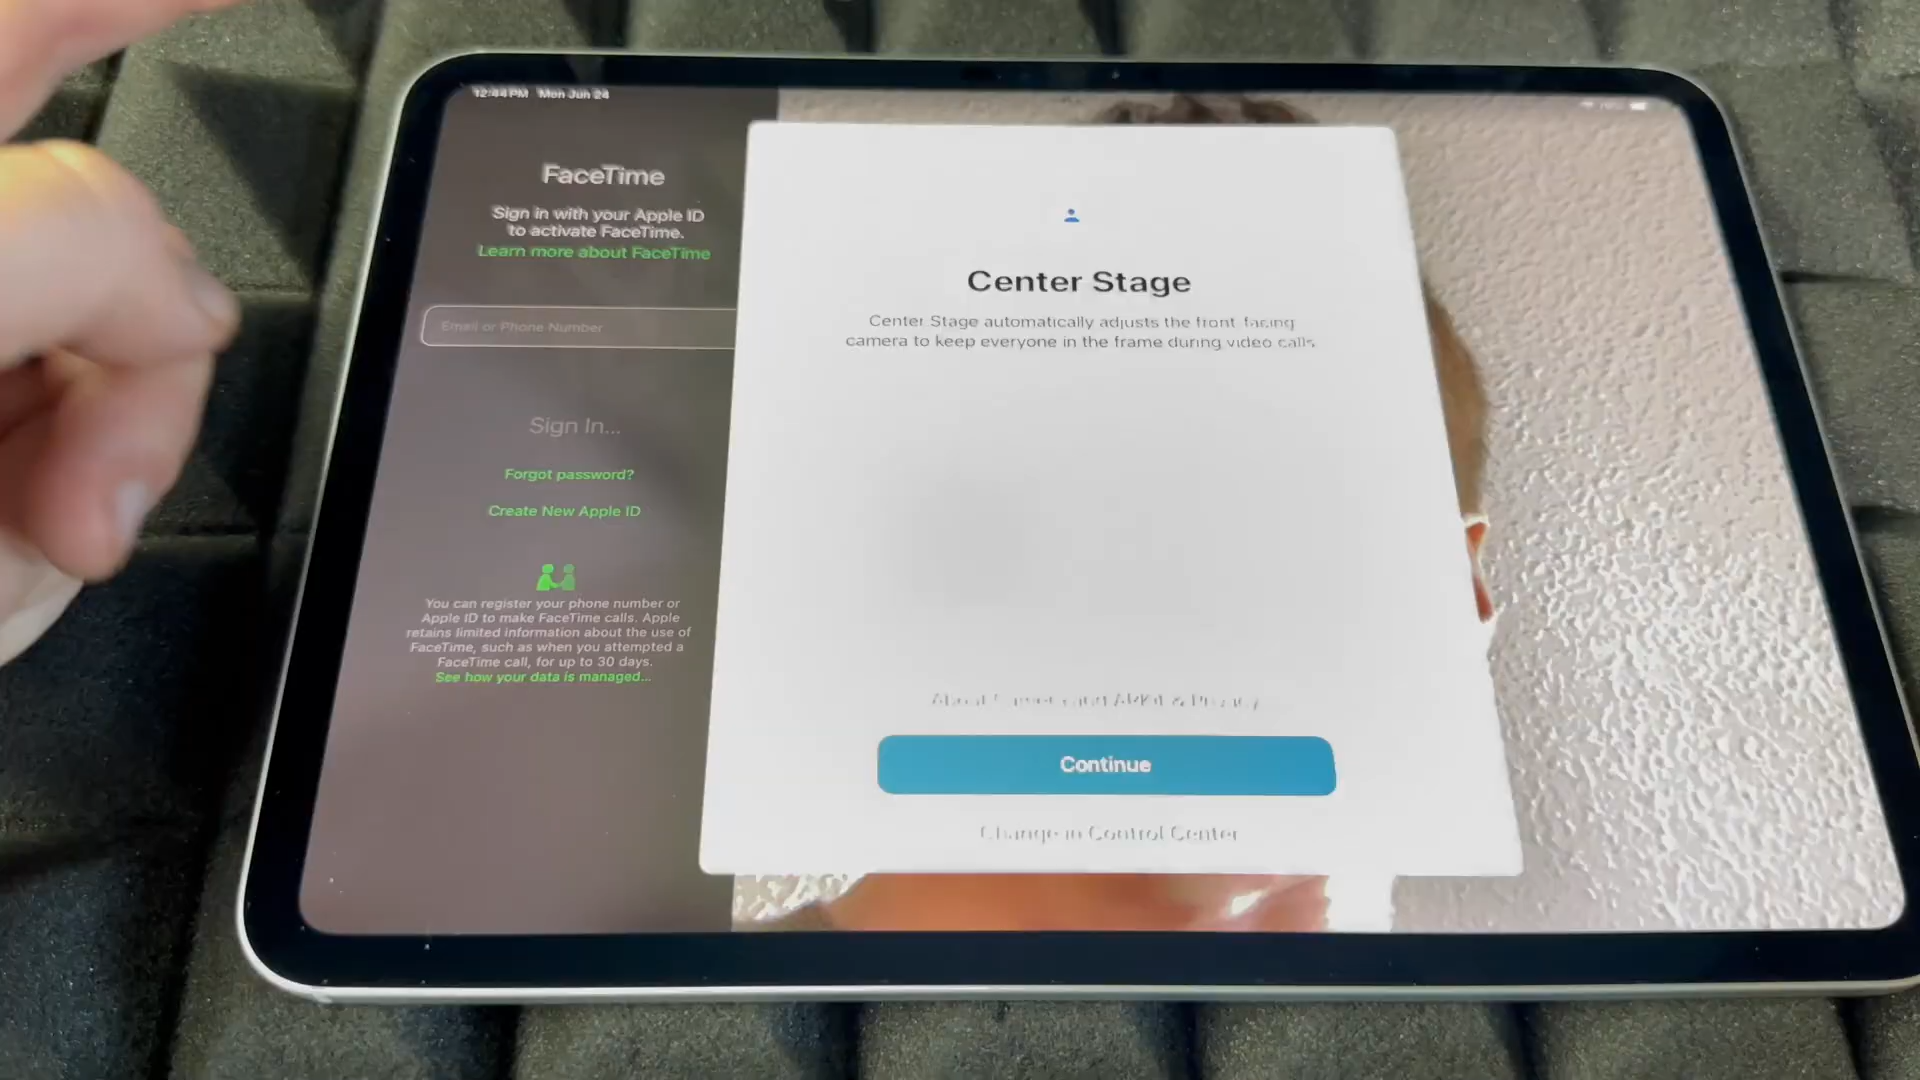 12:44 PM Mon Jun 24
FaceTime
Sign in with your Apple ID
to activate FaceTime.
Learn more about FaceTime
Email or Phone Number
Sign In...
Forgot password?
Create New Apple ID
You can register your phone number or
Apple ID to make FaceTime calls. Apple
retains limited information about the use of
FaceTime, such as when you attempted a
FaceTime call, for up to 30 days.
See how your data is managed...
Center Stage
Center Stage automatically adjusts the front facing
camera to keep everyone in the frame during video calls
About ARKit & Privacy
Continue
Change in Control Center